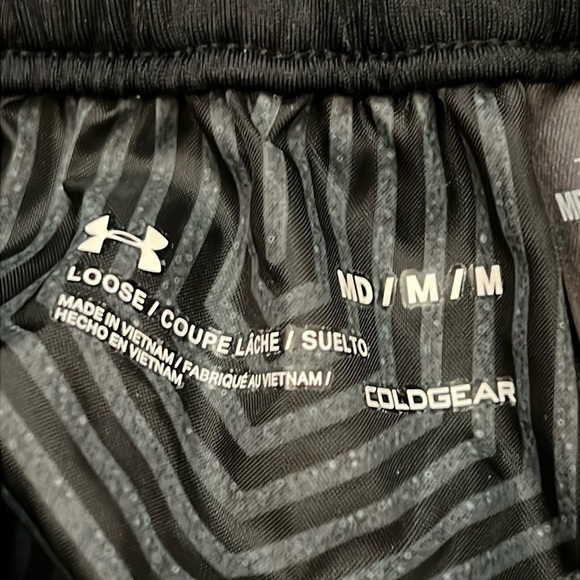 LOOSE / COUPE LÂCHE / SUELTO
MADE IN VIETNAM / FABRIQUÉ AU VIETNAM /
HECHO EN VIETNAM
MD / M / M
COLDGEAR